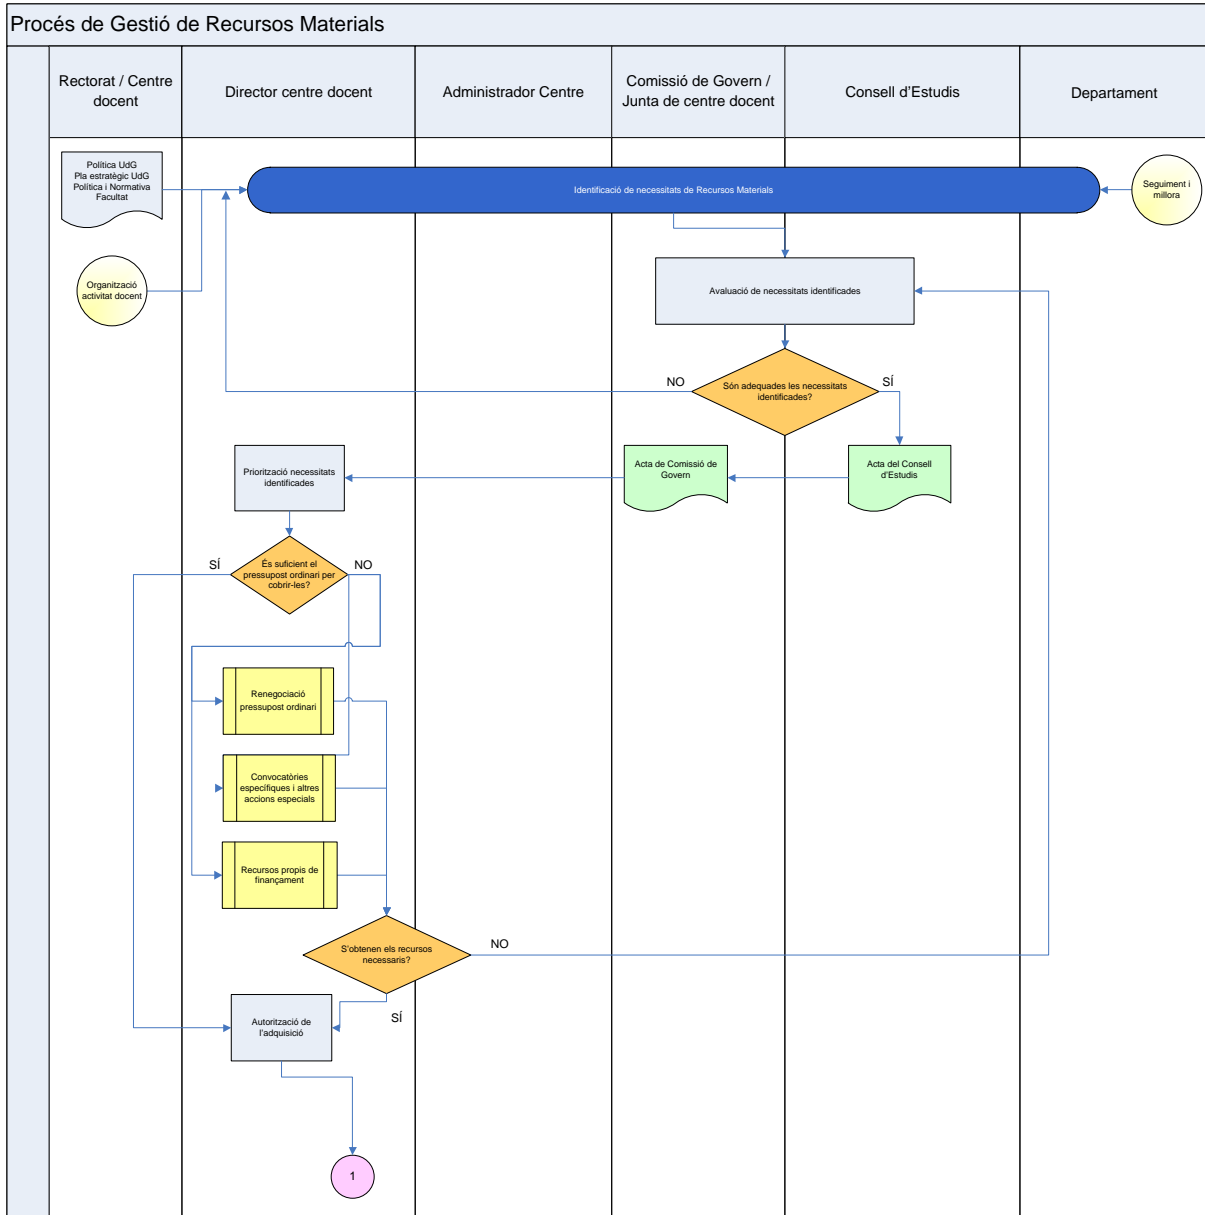 Procés de Gestió de Recursos Materials
Rectorat / Centre
docent
Director centre docent
Administrador Centre
Comissió de Govern /
Junta de centre docent
Consell d'Estudis
Departament
Política UdG
Pla estratègic UdG
Política i Normativa
Facultat
Identificació de necessitats de Recursos Materials
Seguiment i
millora
Organització
activitat docent
Avaluació de necessitats identificades
Són adequades les necessitats
identificades?
NO
SÍ
Priorització necessitats
identificades
Acta de Comissió de
Govern
Acta del Consell
d'Estudis
SÍ
És suficient el
pressupost ordinari per
cobrir-les?
NO
Renegociació
pressupost ordinari
Convocatòries
específiques i altres
accions especials
Recursos propis de
finançament
S'obtenen els recursos
necessaris?
NO
SÍ
Autorització de
l'adquisició
1